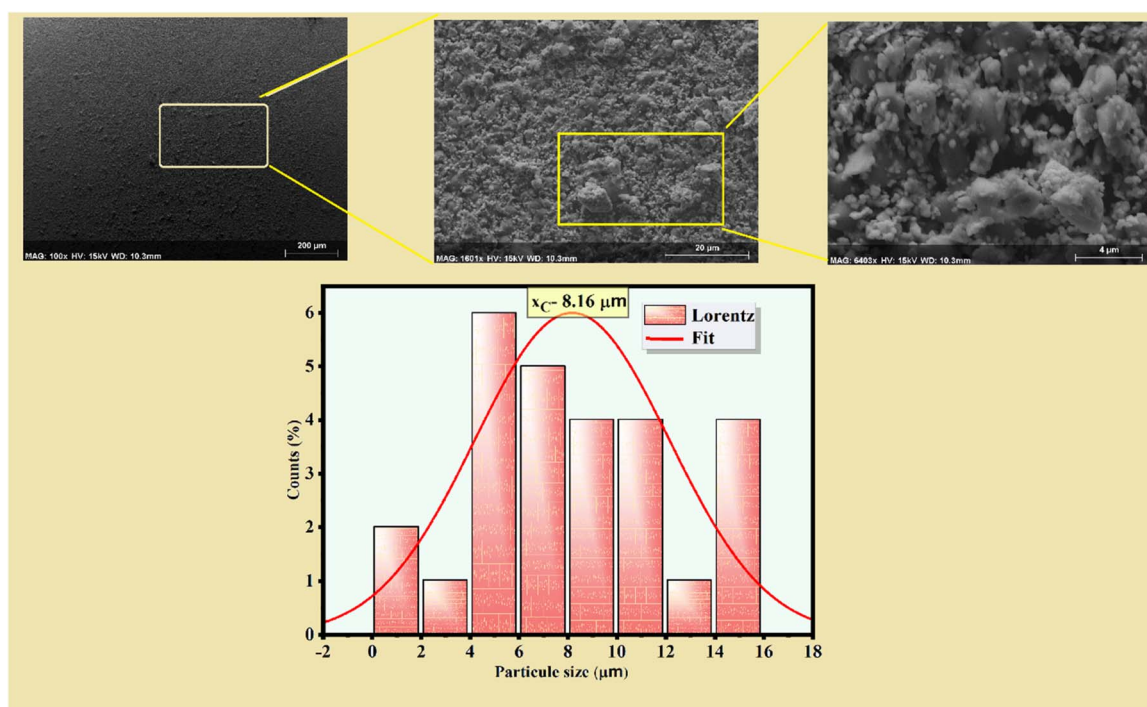 200 µm
MAG: 100x HV: 15kV WD: 10.3mm
20 µm
MAG: 1601x HV: 15kV WD: 10.3mm
4 µm
MAG: 6403x HV: 15kV WD: 10.3mm
x_C- 8.16 µm
Lorentz
Fit
6
5
4
3
2
1
0
Counts (%)
-2 0 2 4 6 8 10 12 14 16 18
Particule size (µm)